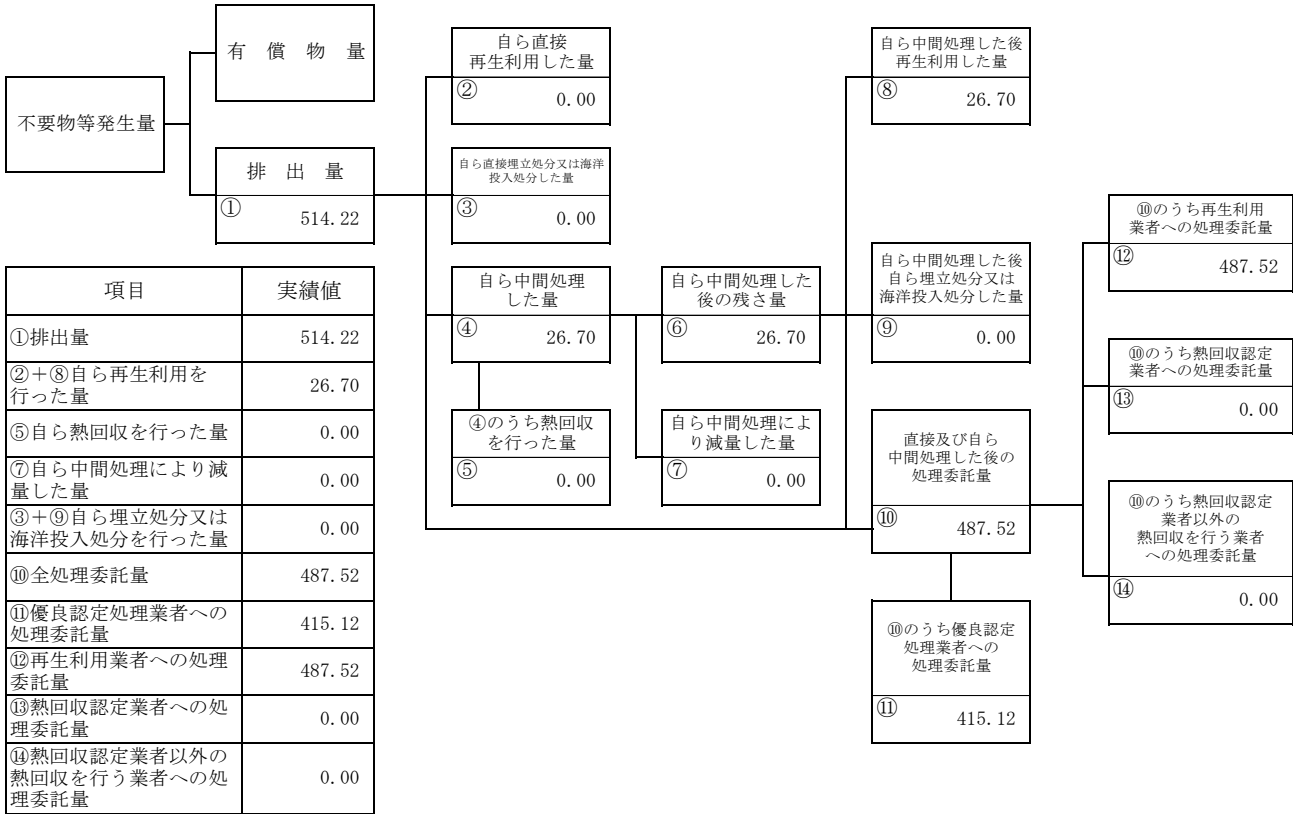 不要物等発生量
有　償　物　量
排　出　量
① 514.22
自ら直接
再生利用した量
② 0.00
自ら直接埋立処分又は海洋
投入処分した量
③ 0.00
自ら中間処理
した量
④ 26.70
④のうち熱回収
を行った量
⑤ 0.00
自ら中間処理した
後の残さ量
⑥ 26.70
自ら中間処理によ
り減量した量
⑦ 0.00
自ら中間処理した後
再生利用した量
⑧ 26.70
自ら中間処理した後
自ら埋立処分又は
海洋投入処分した量
⑨ 0.00
直接及び自ら
中間処理した後の
処理委託量
⑩ 487.52
⑩のうち優良認定
処理業者への
処理委託量
⑪ 415.12
⑩のうち再生利用
業者への処理委託量
⑫ 487.52
⑩のうち熱回収認定
業者への処理委託量
⑬ 0.00
⑩のうち熱回収認定
業者以外の
熱回収を行う業者
への処理委託量
⑭ 0.00
項目 実績値
①排出量 514.22
②＋⑧自ら再生利用を
行った量 26.70
⑤自ら熱回収を行った量 0.00
⑦自ら中間処理により減
量した量 0.00
③＋⑨自ら埋立処分又は
海洋投入処分を行った量 0.00
⑩全処理委託量 487.52
⑪優良認定処理業者への
処理委託量 415.12
⑫再生利用業者への処理
委託量 487.52
⑬熱回収認定業者への処
理委託量 0.00
⑭熱回収認定業者以外の
熱回収を行う業者への処
理委託量 0.00